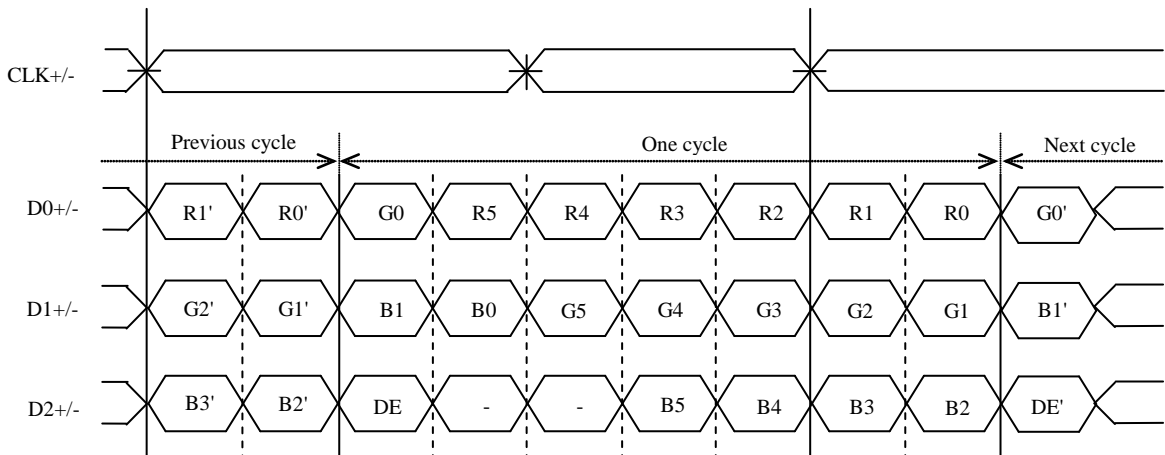 CLK+/-
Previous cycle One cycle Next cycle
D0+/- R1' R0' G0 R5 R4 R3 R2 R1 R0 G0'
D1+/- G2' G1' B1 B0 G5 G4 G3 G2 G1 B1'
D2+/- B3' B2' DE - - B5 B4 B3 B2 DE'